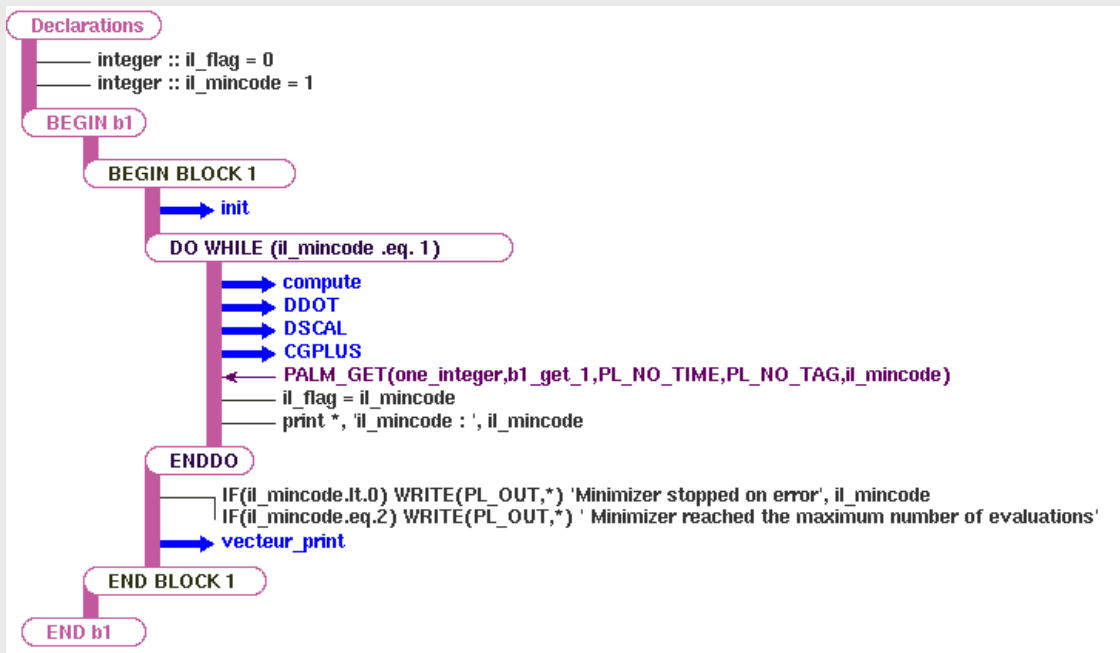 Declarations
integer :: il_flag = 0
integer :: il_mincode = 1
BEGIN b1
BEGIN BLOCK 1
init
DO WHILE (il_mincode .eq. 1)
compute
DDOT
DSCAL
CGPLUS
PALM_GET(one_integer,b1_get_1,PL_NO_TIME,PL_NO_TAG,il_mincode)
il_flag = il_mincode
print *, 'il_mincode : ', il_mincode
ENDDO
IF(il_mincode.lt.0) WRITE(PL_OUT,*) 'Minimizer stopped on error', il_mincode
IF(il_mincode.eq.2) WRITE(PL_OUT,*) ' Minimizer reached the maximum number of evaluations'
vecteur_print
END BLOCK 1
END b1